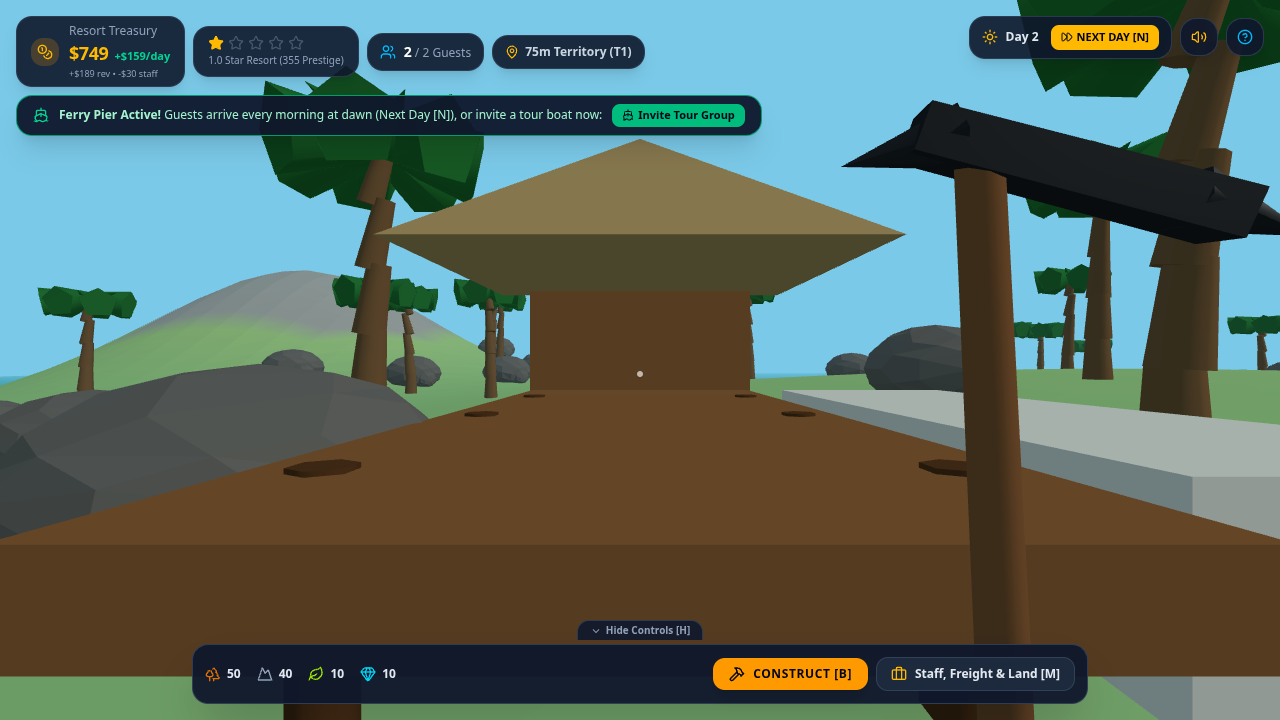 Resort Treasury
$749 +$159/day
+$189 rev • -$30 staff
1.0 Star Resort (355 Prestige)
2 / 2 Guests
75m Territory (T1)
Day 2
NEXT DAY [N]
Ferry Pier Active! Guests arrive every morning at dawn (Next Day [N]), or invite a tour boat now:
Invite Tour Group
Hide Controls [H]
50 40 10 10
CONSTRUCT [B]
Staff, Freight & Land [M]